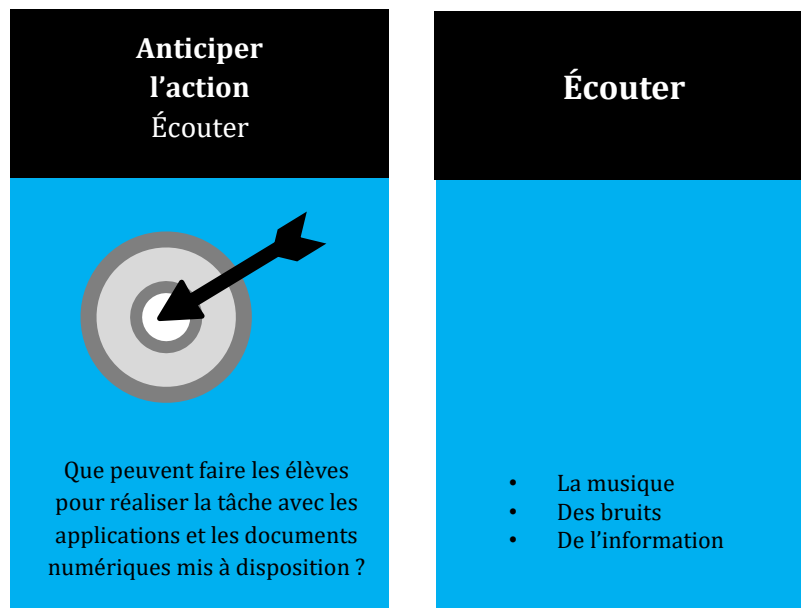 Anticiper
l’action
Écouter
Que peuvent faire les élèves
pour réaliser la tâche avec les
applications et les documents
numériques mis à disposition ?
Écouter
• La musique
• Des bruits
• De l’information